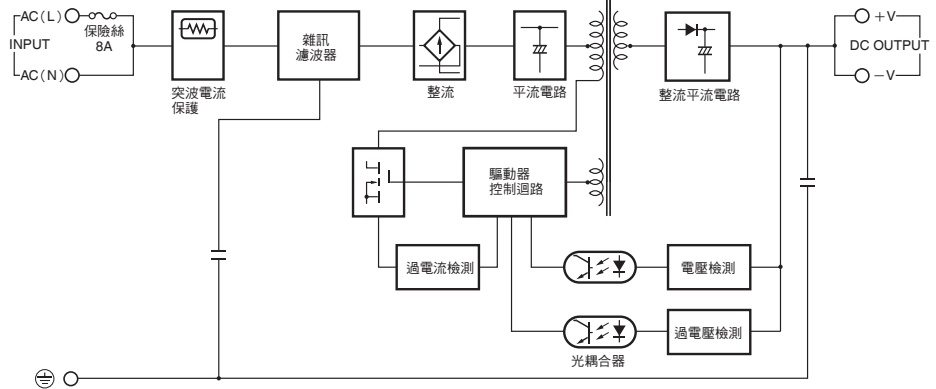 AC(L)
保險絲
8A
INPUT
AC(N)
突波電流
保護
雜訊
濾波器
整流
平流電路
整流平流電路
+V
DC OUTPUT
-V
驅動器
控制迴路
過電流檢測
電壓檢測
過電壓檢測
光耦合器